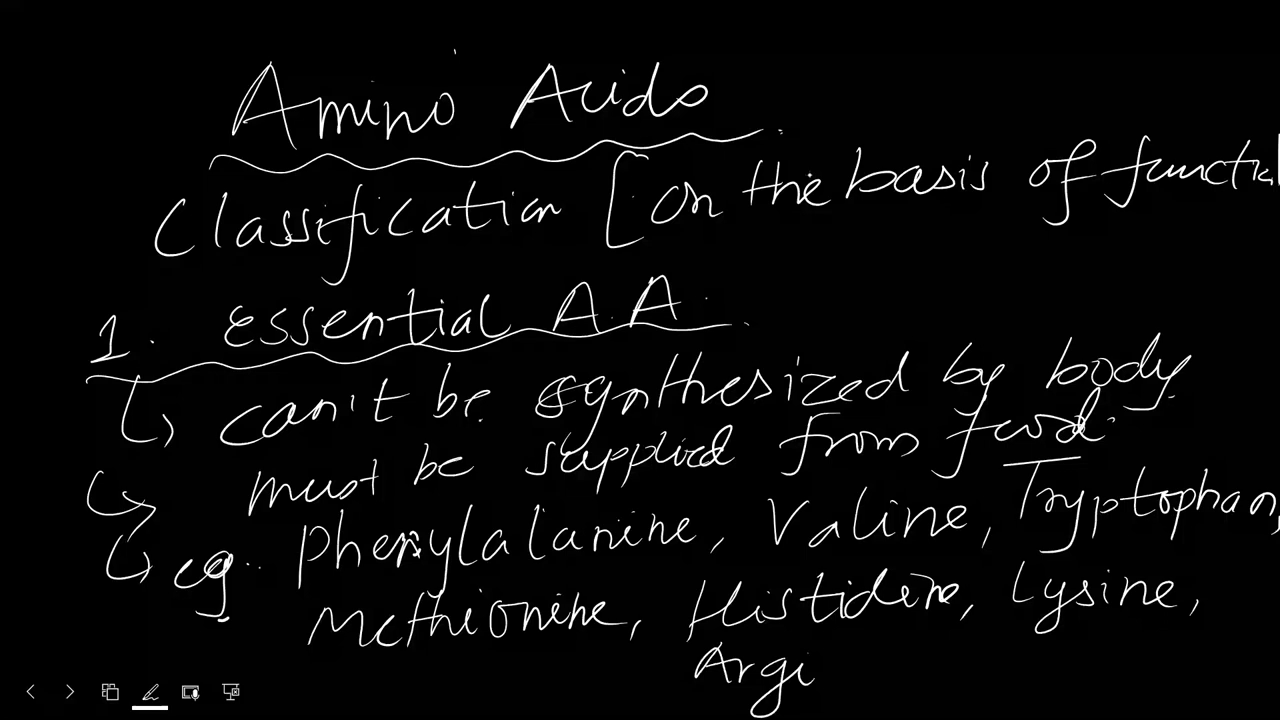 Amino Acids
Classification [on the basis of functio
1. Essential A.A.
can't be synthesized by body.
must be supplied from food.
eg. Phenylalanine, Valine, Tryptophan,
Methionine, Histidine, Lysine,
Argi